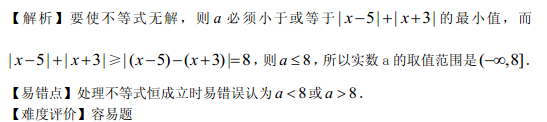 【解析】要使不等式无解，则 a 必须小于或等于|x−5|+|x+3| 的最小值，而
|x−5|+|x+3|⩾|(x−5)−(x+3)|=8，则 a≤8，所以实数 a 的取值范围是(−∞,8]．
【易错点】处理不等式恒成立时易错误认为 a<8或a>8．
【难度评价】容易题